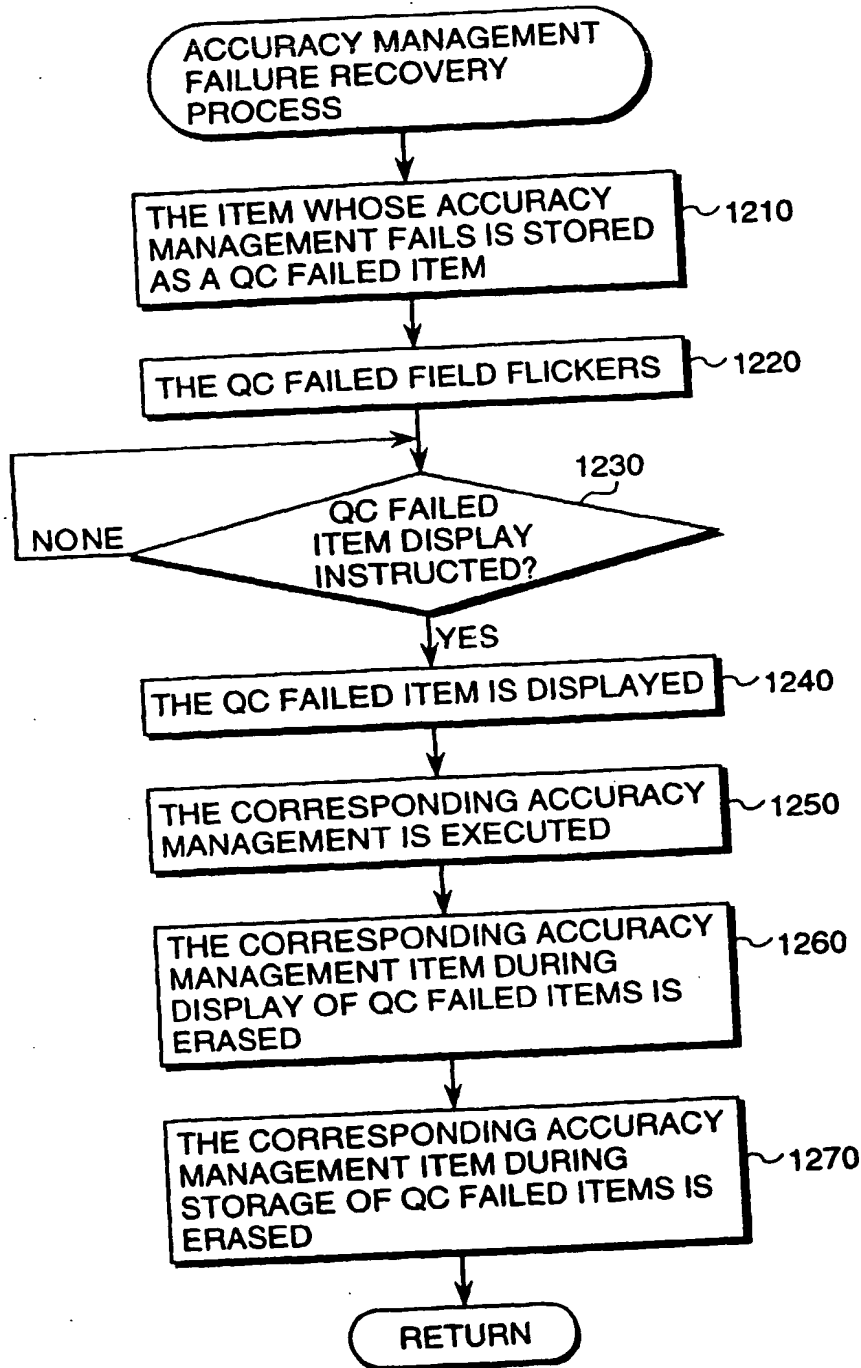 ACCURACY MANAGEMENT
FAILURE RECOVERY
PROCESS
THE ITEM WHOSE ACCURACY
MANAGEMENT FAILS IS STORED
AS A QC FAILED ITEM
1210
THE QC FAILED FIELD FLICKERS
1220
1230
QC FAILED
ITEM DISPLAY
INSTRUCTED?
NONE
YES
THE QC FAILED ITEM IS DISPLAYED
1240
THE CORRESPONDING ACCURACY
MANAGEMENT IS EXECUTED
1250
THE CORRESPONDING ACCURACY
MANAGEMENT ITEM DURING
DISPLAY OF QC FAILED ITEMS IS
ERASED
1260
THE CORRESPONDING ACCURACY
MANAGEMENT ITEM DURING
STORAGE OF QC FAILED ITEMS IS
ERASED
1270
RETURN